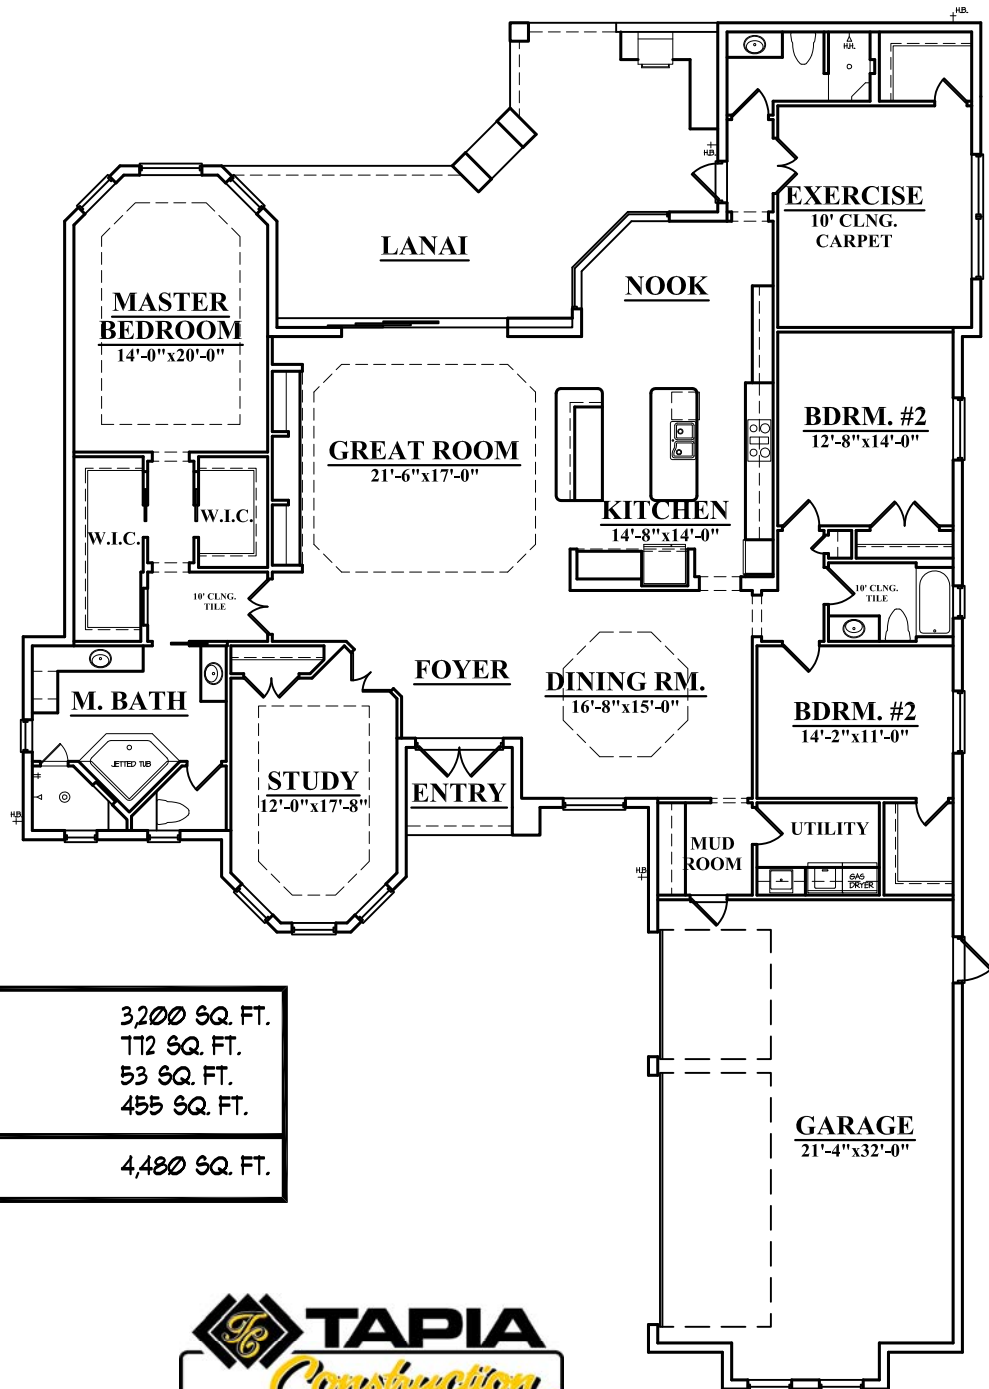 H.B.
H.H.
H.B.
EXERCISE
10' CLNG.
CARPET
LANAI
NOOK
MASTER
BEDROOM
14'-0"x20'-0"
GREAT ROOM
21'-6"x17'-0"
BDRM. #2
12'-8"x14'-0"
W.I.C.
W.I.C.
KITCHEN
14'-8"x14'-0"
10' CLNG.
TILE
10' CLNG.
TILE
FOYER
DINING RM.
16'-8"x15'-0"
M. BATH
JETTED TUB
BDRM. #2
14'-2"x11'-0"
STUDY
12'-0"x17'-8"
ENTRY
H.B.
MUD
ROOM
UTILITY
GAS
DRYER
H.B.
3,200 SQ. FT.
772 SQ. FT.
53 SQ. FT.
455 SQ. FT.
4,480 SQ. FT.
GARAGE
21'-4"x32'-0"
TC
TAPIA
Construction